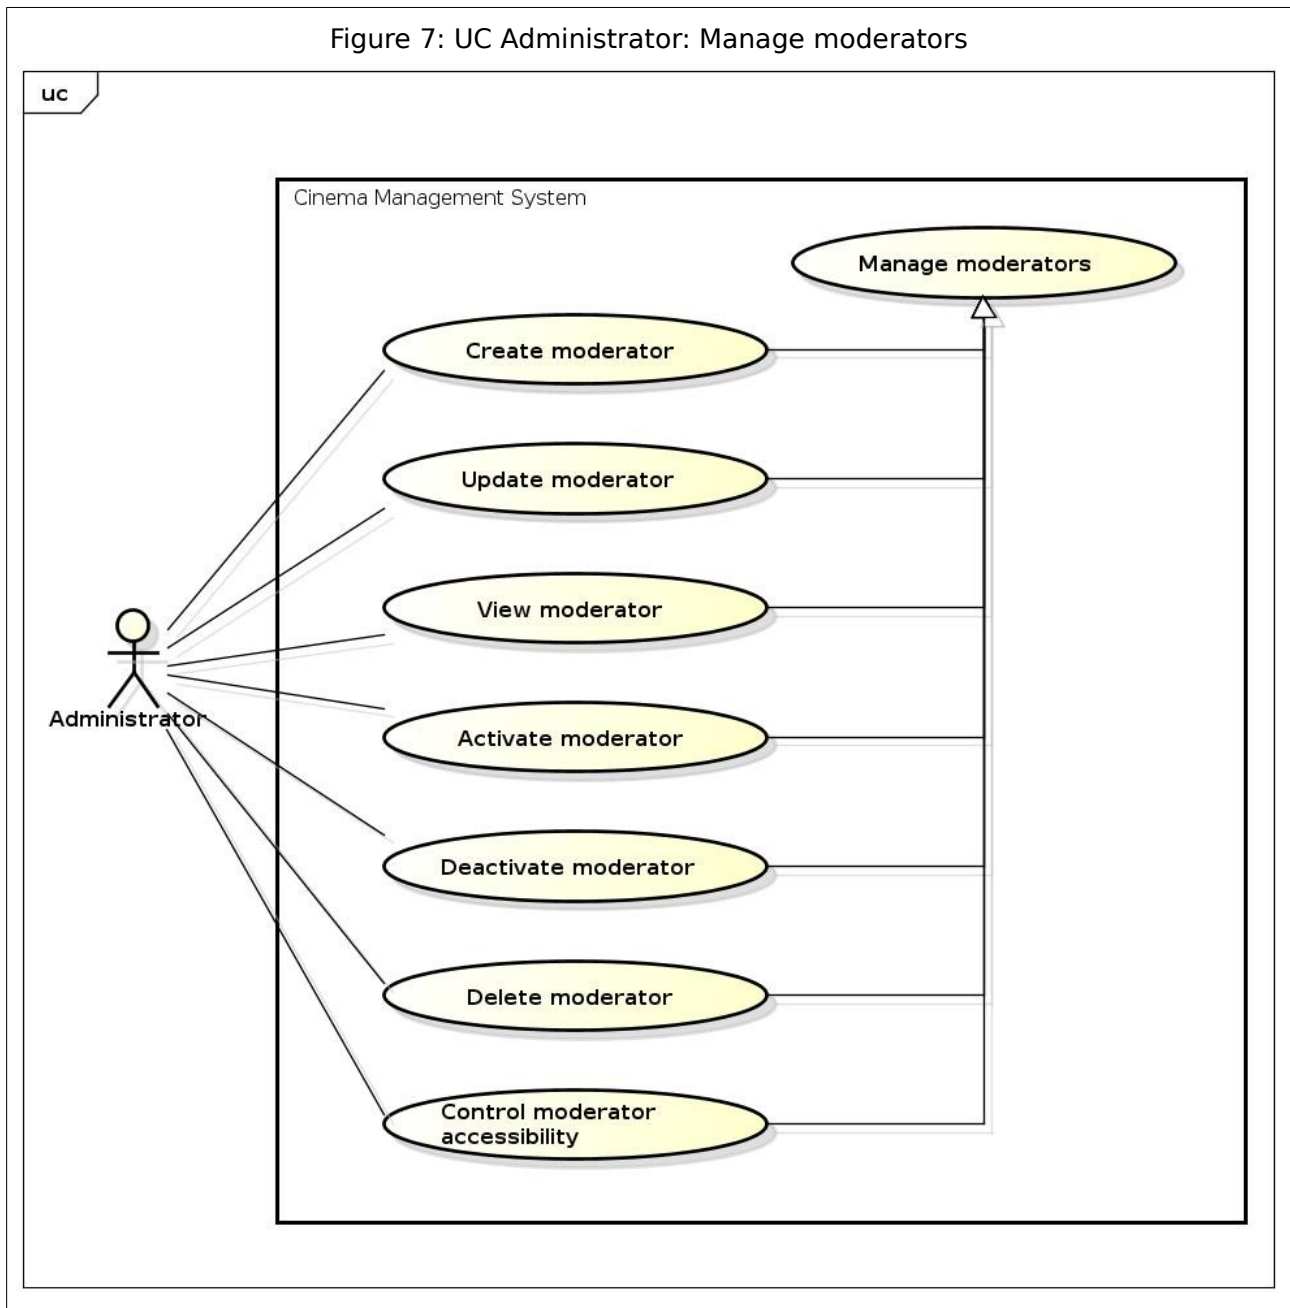 Figure 7: UC Administrator: Manage moderators
uc
Cinema Management System
Manage moderators
Create moderator
Update moderator
View moderator
Administrator
Activate moderator
Deactivate moderator
Delete moderator
Control moderator
accessibility